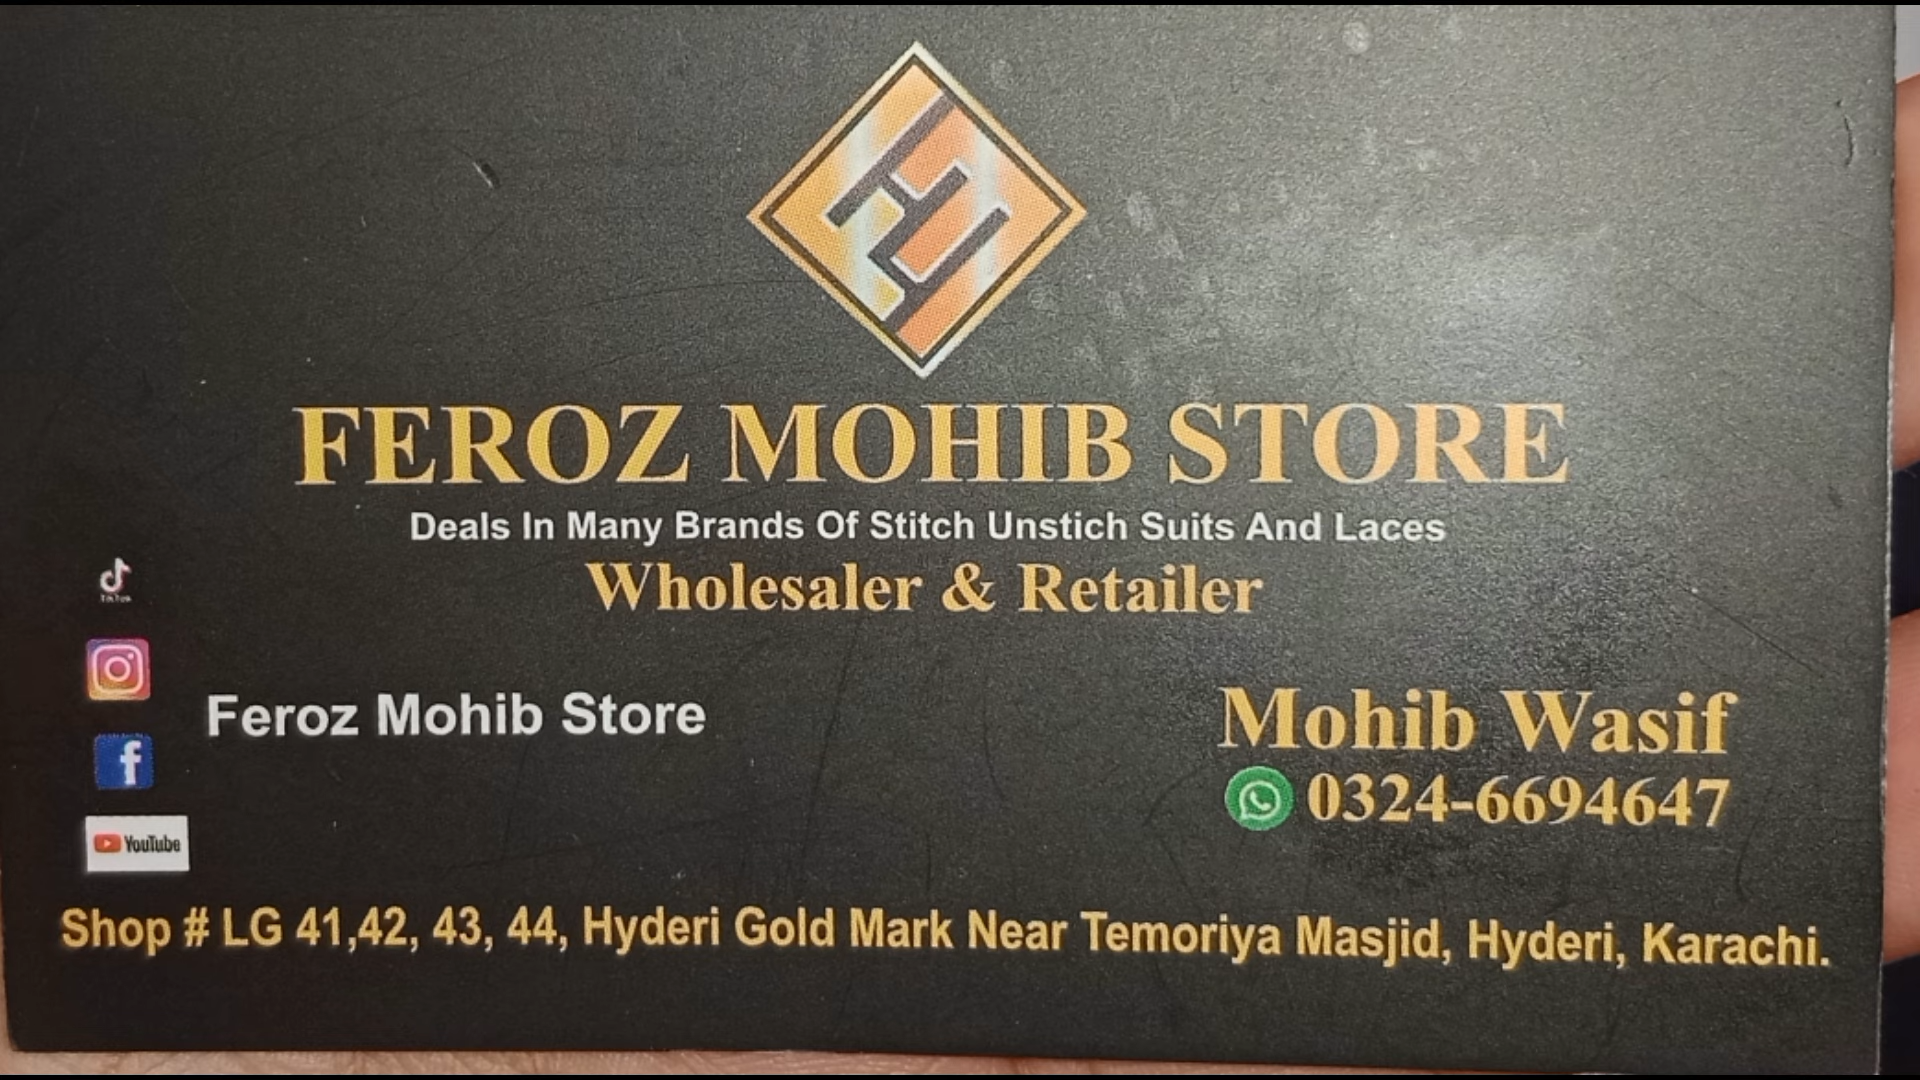 FEROZ MOHIB STORE
Deals In Many Brands Of Stitch Unstich Suits And Laces
Wholesaler & Retailer
TikTok
Feroz Mohib Store
YouTube
Mohib Wasif
0324-6694647
Shop # LG 41,42, 43, 44, Hyderi Gold Mark Near Temoriya Masjid, Hyderi, Karachi.